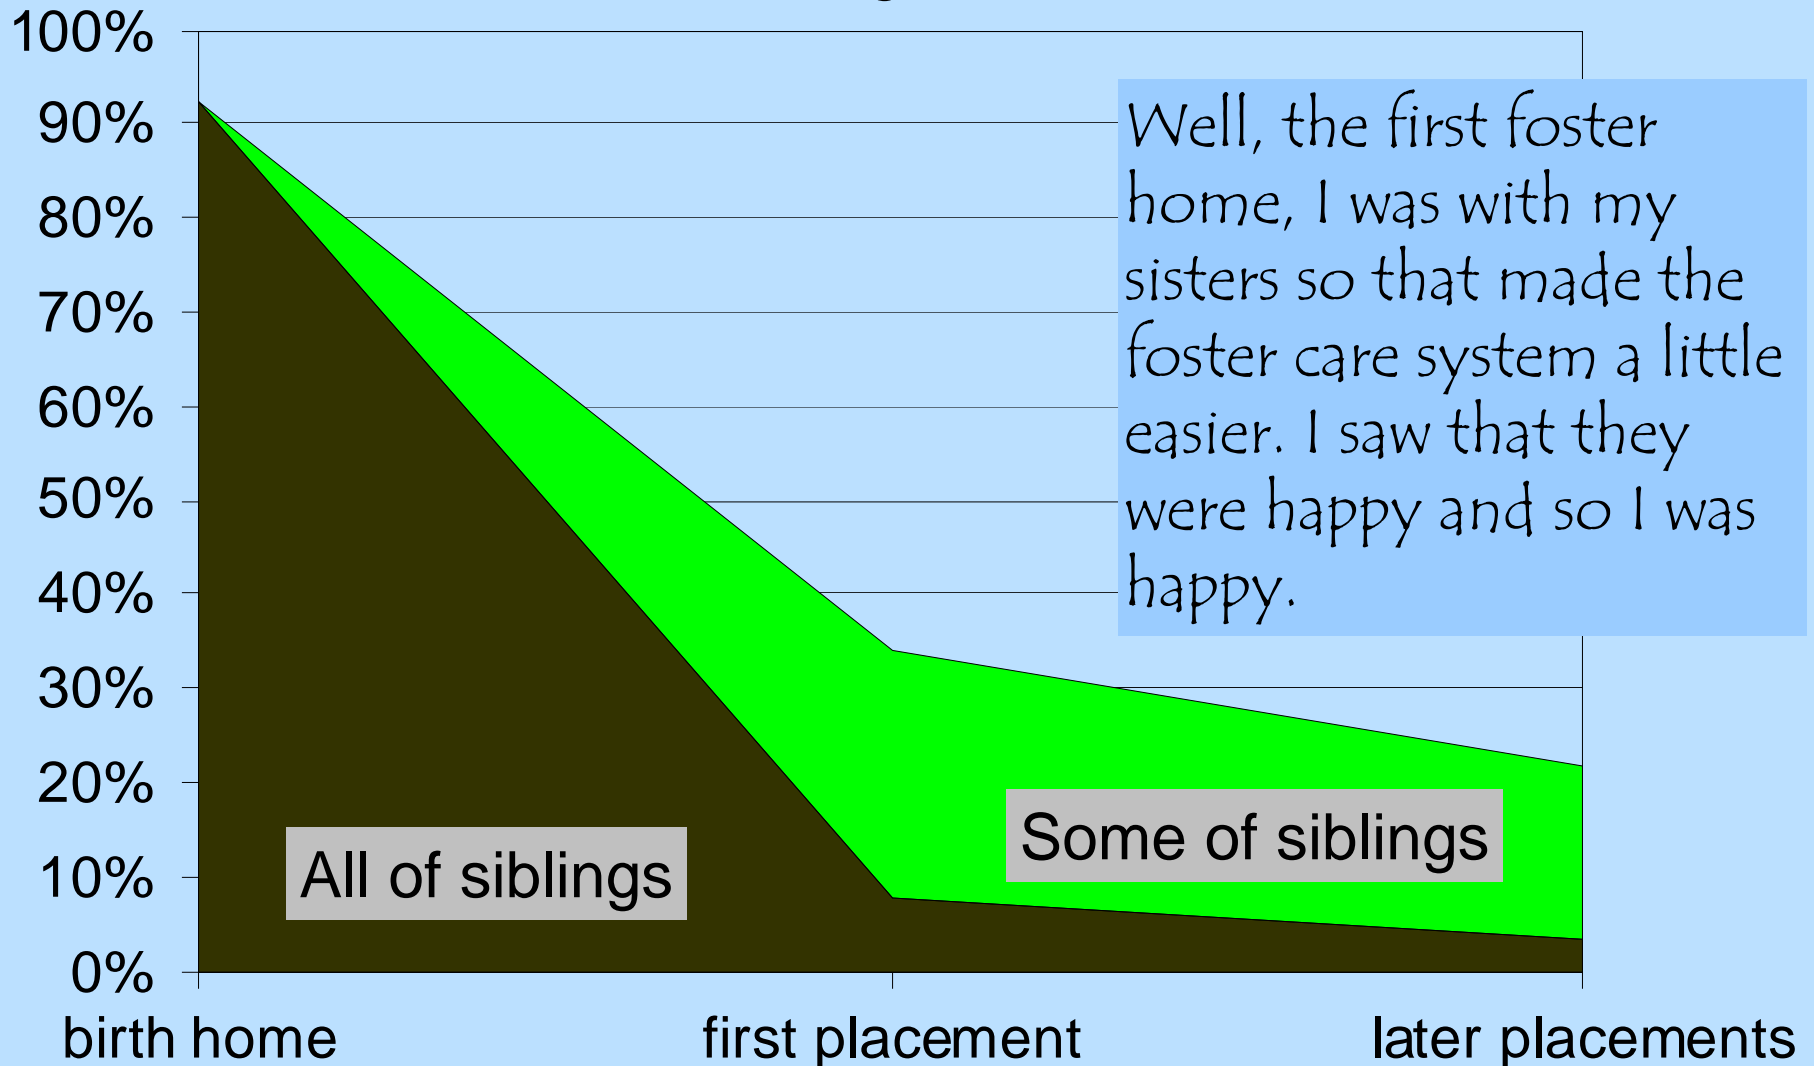 100%
90%
80%
70%
60%
50%
40%
30%
20%
10%
0%
Well, the first foster
home, I was with my
sisters so that made the
foster care system a little
easier. I saw that they
were happy and so I was
happy.
Some of siblings
All of siblings
birth home
first placement
later placements